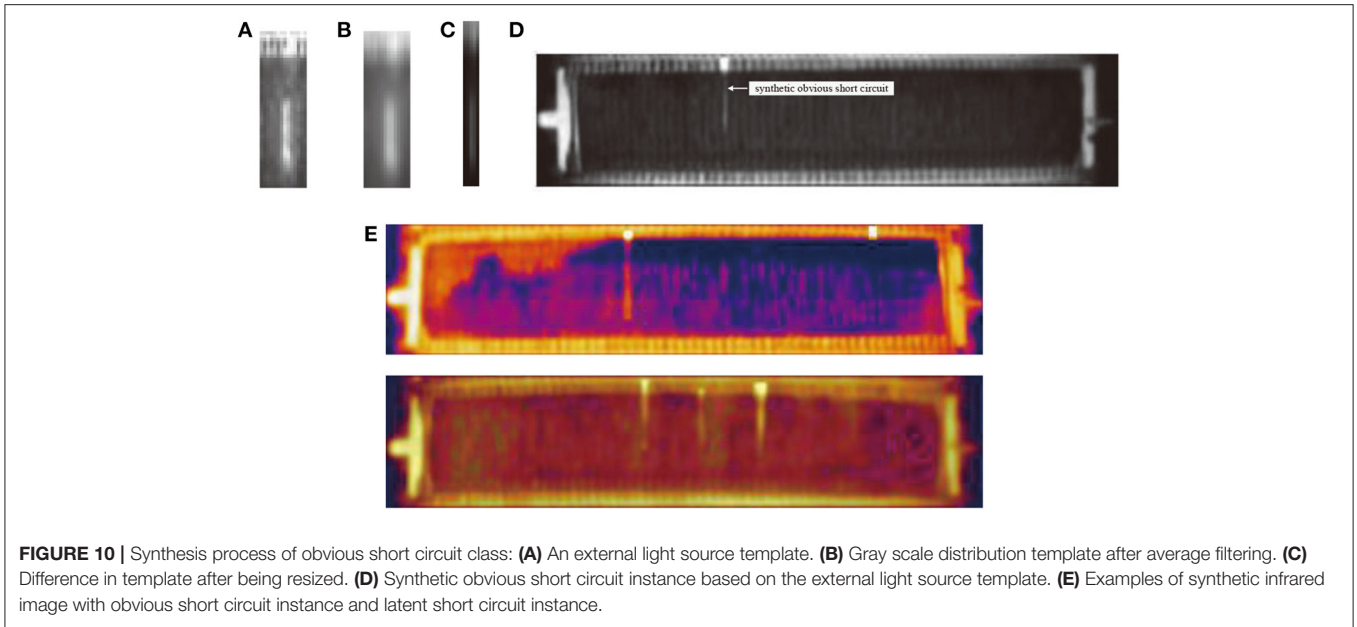 A B C D
synthetic obvious short circuit
E
FIGURE 10 | Synthesis process of obvious short circuit class: (A) An external light source template. (B) Gray scale distribution template after average filtering. (C)
Difference in template after being resized. (D) Synthetic obvious short circuit instance based on the external light source template. (E) Examples of synthetic infrared
image with obvious short circuit instance and latent short circuit instance.